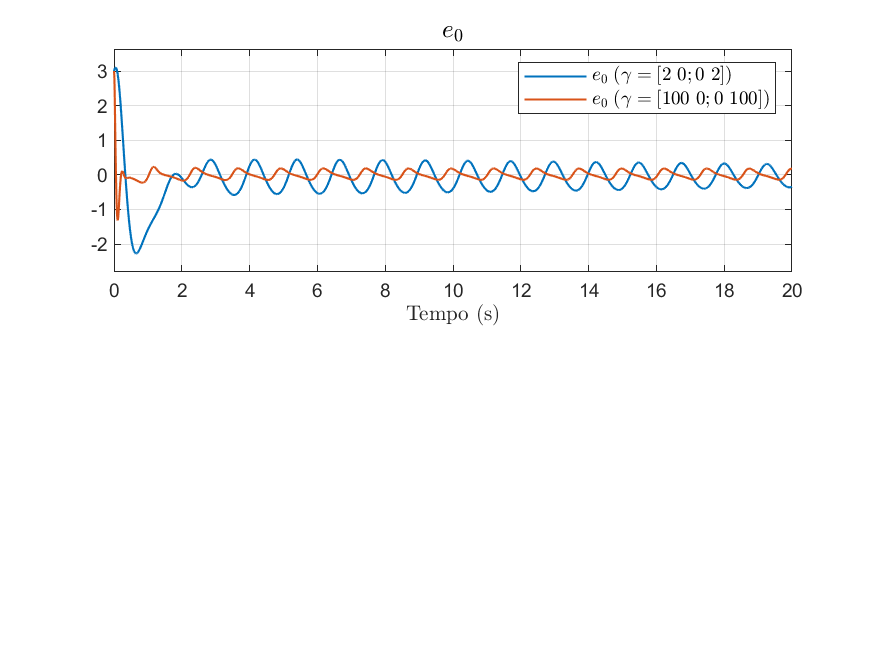 e₀
e₀ (γ = [2 0; 0 2])
e₀ (γ = [100 0; 0 100])
3
2
1
0
-1
-2
0 2 4 6 8 10 12 14 16 18 20
Tempo (s)